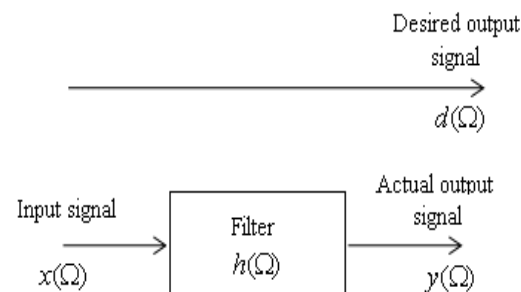 Desired output
signal
d(Ω)
Input signal
x(Ω)
Filter
h(Ω)
Actual output
signal
y(Ω)